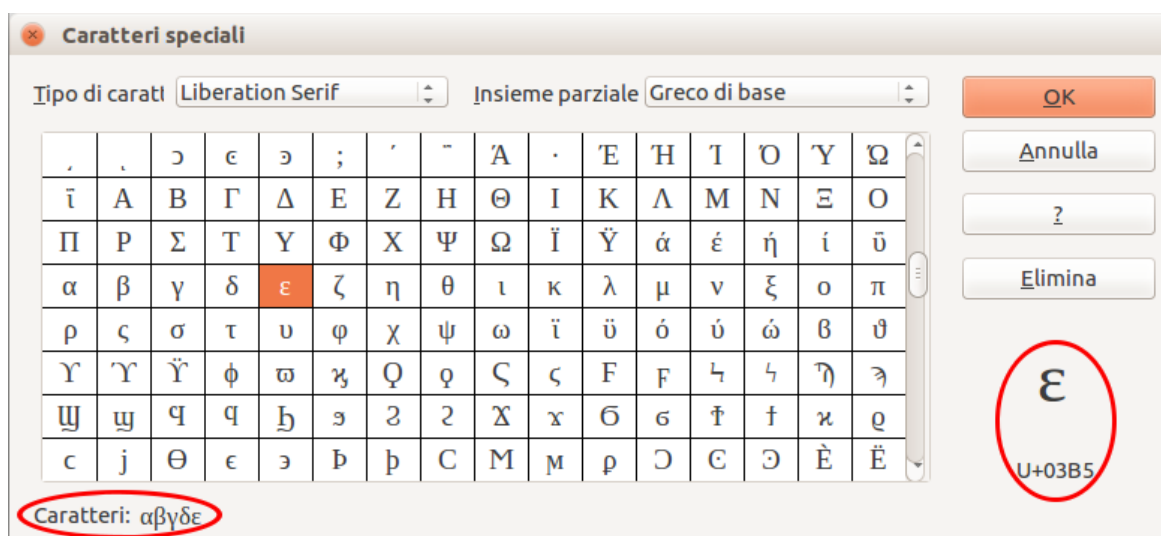 Caratteri speciali
Tipo di caratt Liberation Serif Insieme parziale Greco di base
OK
Annulla
?
Elimina
͵ ͺ ͻ ͼ ͽ ; ΄ ΅ Ά · Έ Ή Ί Ό Ύ Ώ
ΐ Α Β Γ Δ Ε Ζ Η Θ Ι Κ Λ Μ Ν Ξ Ο
Π Ρ Σ Τ Υ Φ Χ Ψ Ω Ϊ Ϋ ά έ ή ί ΰ
α β γ δ ε ζ η θ ι κ λ μ ν ξ ο π
ρ ς σ τ υ φ χ ψ ω ϊ ϋ ό ύ ώ ϐ ϑ
ϒ ϓ ϔ ϕ ϖ ϗ Ϙ ϙ Ϛ ϛ Ϝ ϝ Ϟ ϟ Ϡ ϡ
Ϣ ϣ Ϥ ϥ Ϧ ϧ Ϩ ϩ Ϫ ϫ Ϭ ϭ Ϯ ϯ ϰ ϱ
ϲ ϳ ϴ ϵ ϶ Ϸ ϸ Ϲ Ϻ ϻ ϼ Ͻ Ͼ Ͽ Ѐ Ё
ε
U+03B5
Caratteri: αβγδε